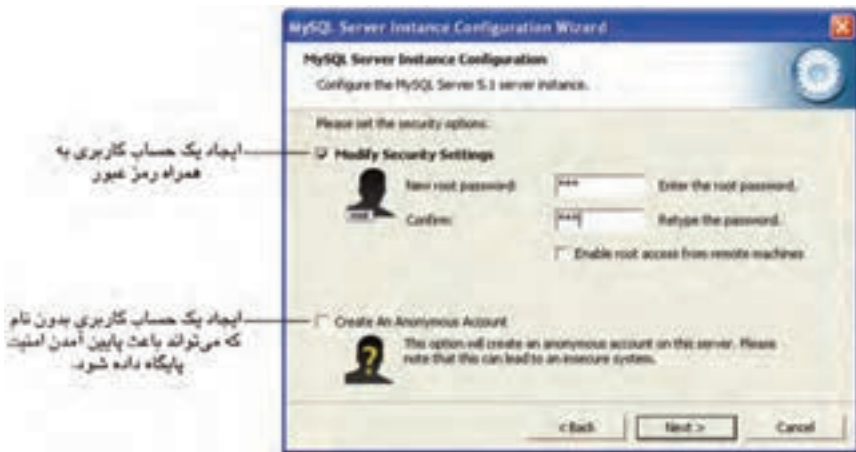 MySQL Server Instance Configuration Wizard
MySQL Server Instance Configuration
Configure the MySQL Server 5.1 server instance.
Please set the security options.
ایجاد یک حساب کاربری به
همراه رمز عبور
Modify Security Settings
New root password:
***
Enter the root password.
root
Confirm:
***
Retype the password.
Enable root access from remote machines
ایجاد یک حساب کاربری بدون نام
که می‌تواند باعث پایین آمدن امنیت
پایگاه داده شود.
Create An Anonymous Account
?
This option will create an anonymous account on this server. Please
note that this can lead to an insecure system.
< Back
Next >
Cancel